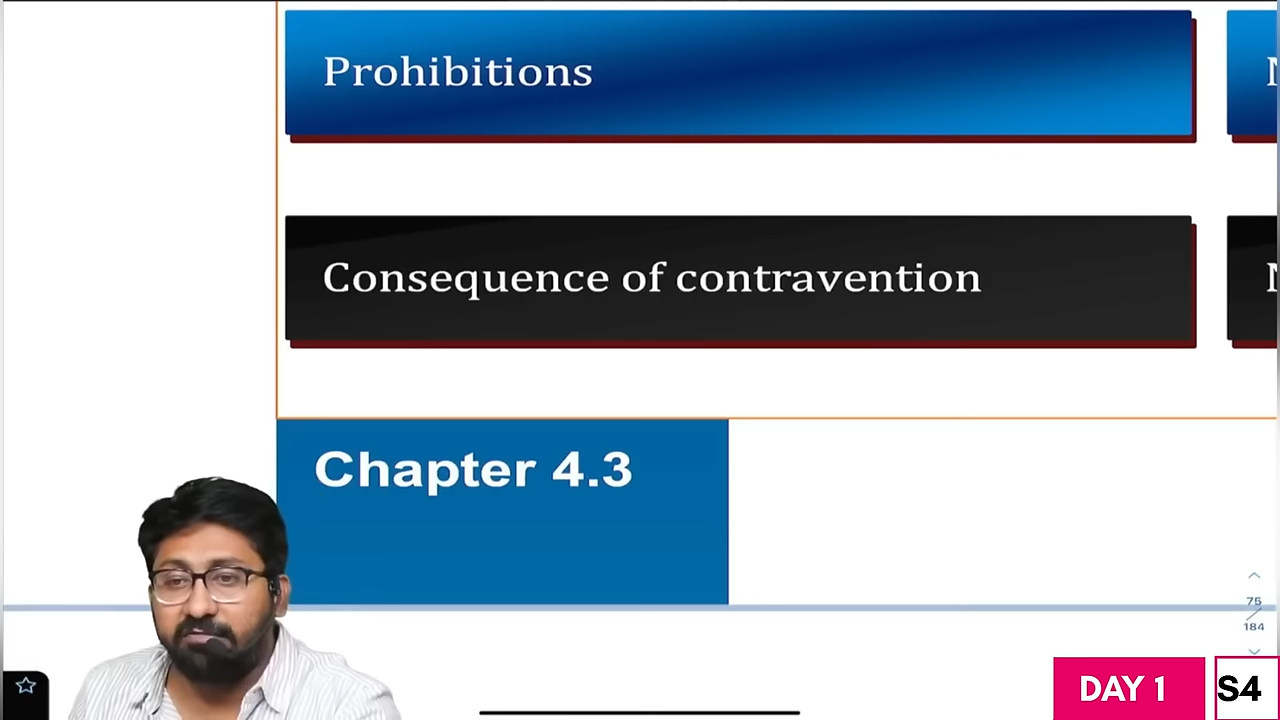 Prohibitions
Consequence of contravention
Chapter 4.3
75
184
DAY 1
S4